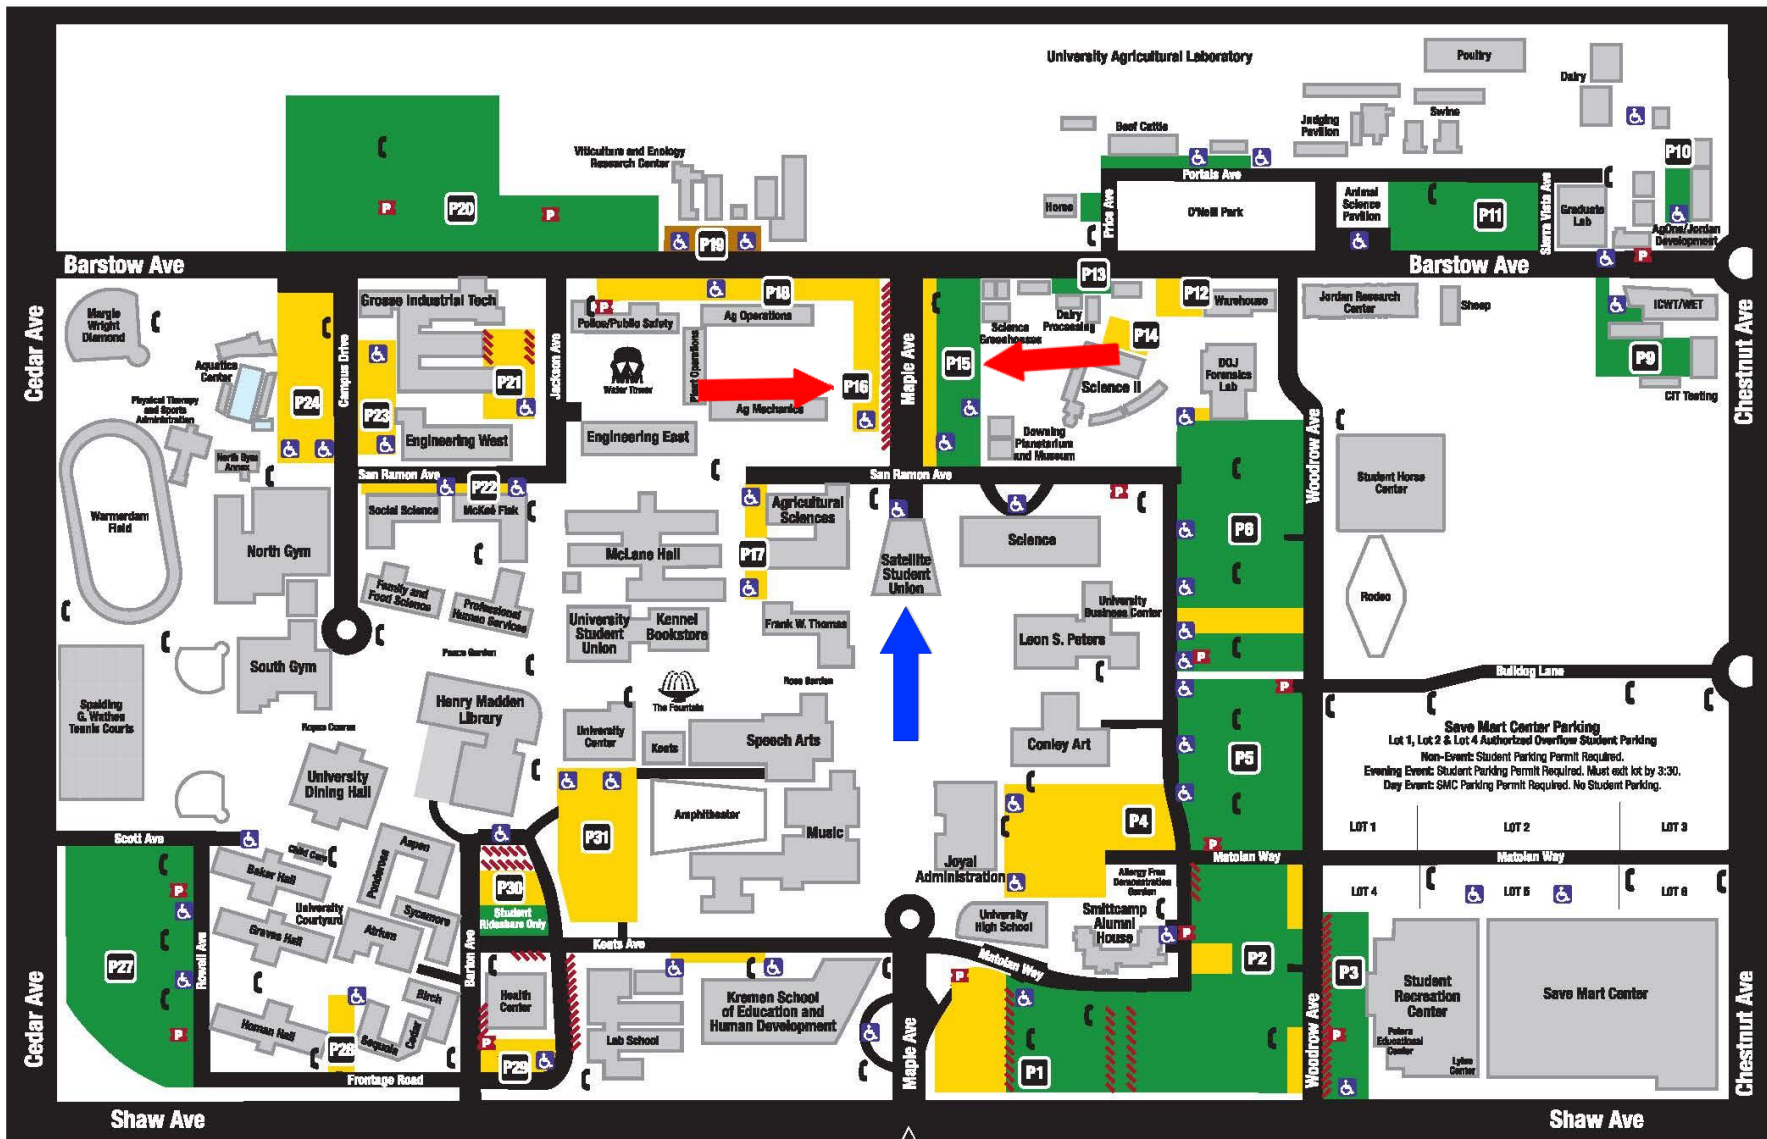 University Agricultural Laboratory
Poultry
Dairy
Swine
Judging
Pavilion
Beef Cattle
Viticulture and Enology
Research Center
P10
Portals Ave
P20
P19
Horse
Price Ave
O'Neill Park
Animal
Science
Pavilion
P11
Sierra Vista Ave
Graduate
Lab
AgOne/Jordan
Development
Barstow Ave
Barstow Ave
P13
Cedar Ave
Margie
Wright
Diamond
Grosse Industrial Tech
P18
Police/Public Safety
Ag Operations
Plant Operations
Science
Greenhouses
Dairy
Processing
P12
Warehouse
Jordan Research
Center
Sheep
ICWT/WET
Chestnut Ave
P14
P9
CIT Testing
Aquatics
Center
Campus Drive
P21
Jackson Ave
Water Tower
P16
Maple Ave
P15
Science II
DOJ
Forensics
Lab
Physical Therapy
and Sports
Administration
P24
P23
Ag Mechanics
Engineering West
Engineering East
Downing
Planetarium
and Museum
Woodrow Ave
North Gym
Annex
San Ramon Ave
San Ramon Ave
P22
Student Horse
Center
Warmerdam
Field
Social Science
McKee Fisk
Agricultural
Sciences
P6
North Gym
McLane Hall
P17
Satellite
Student
Union
Science
Family and
Food Science
Professional
Human Services
Rodeo
University
Student
Union
Kennel
Bookstore
Frank W. Thomas
University
Business Center
Leon S. Peters
Peace Garden
South Gym
Bulldog Lane
Rose Garden
The Fountain
Spalding
G. Wathen
Tennis Courts
Henry Madden
Library
Ropes Course
University
Center
Keats
Speech Arts
Conley Art
P5
Save Mart Center Parking
Lot 1, Lot 2 & Lot 4 Authorized Overflow Student Parking
Non-Event: Student Parking Permit Required.
Evening Event: Student Parking Permit Required. Must exit lot by 3:30.
Day Event: SMC Parking Permit Required. No Student Parking.
University
Dining Hall
Amphitheater
Music
P31
P4
LOT 1
LOT 2
LOT 3
Scott Ave
Matoian Way
Matoian Way
Child Care
Aspen
Ponderosa
Baker Hall
Joyal
Administration
Allergy Free
Demonstration
Garden
P30
Student
Rideshare Only
LOT 4
LOT 5
LOT 6
University
Courtyard
Sycamore
Graves Hall
Atrium
University
High School
Smittcamp
Alumni
House
Keats Ave
Matoian Way
P27
Rowell Ave
Barton Ave
P2
P3
Cedar Ave
Birch
Health
Center
Kremen School
of Education and
Human Development
Student
Recreation
Center
Save Mart Center
Chestnut Ave
Homan Hall
Sequoia
Cedar
Lab School
Peters
Educational
Center
Lyles
Center
P28
P29
Maple Ave
P1
Woodrow Ave
Frontage Road
Shaw Ave
Shaw Ave